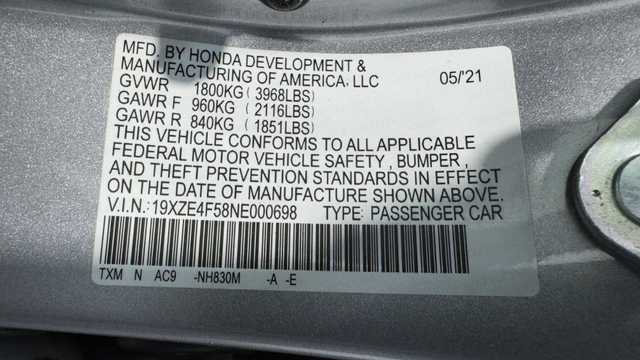 MFD. BY HONDA DEVELOPMENT &
MANUFACTURING OF AMERICA, LLC 05/'21
GVWR 1800KG ( 3968LBS)
GAWR F 960KG ( 2116LBS)
GAWR R 840KG ( 1851LBS)
THIS VEHICLE CONFORMS TO ALL APPLICABLE
FEDERAL MOTOR VEHICLE SAFETY , BUMPER ,
AND THEFT PREVENTION STANDARDS IN EFFECT
ON THE DATE OF MANUFACTURE SHOWN ABOVE.
V.I.N.:19XZE4F58NE000698 TYPE: PASSENGER CAR
TXM N AC9 -NH830M -A -E